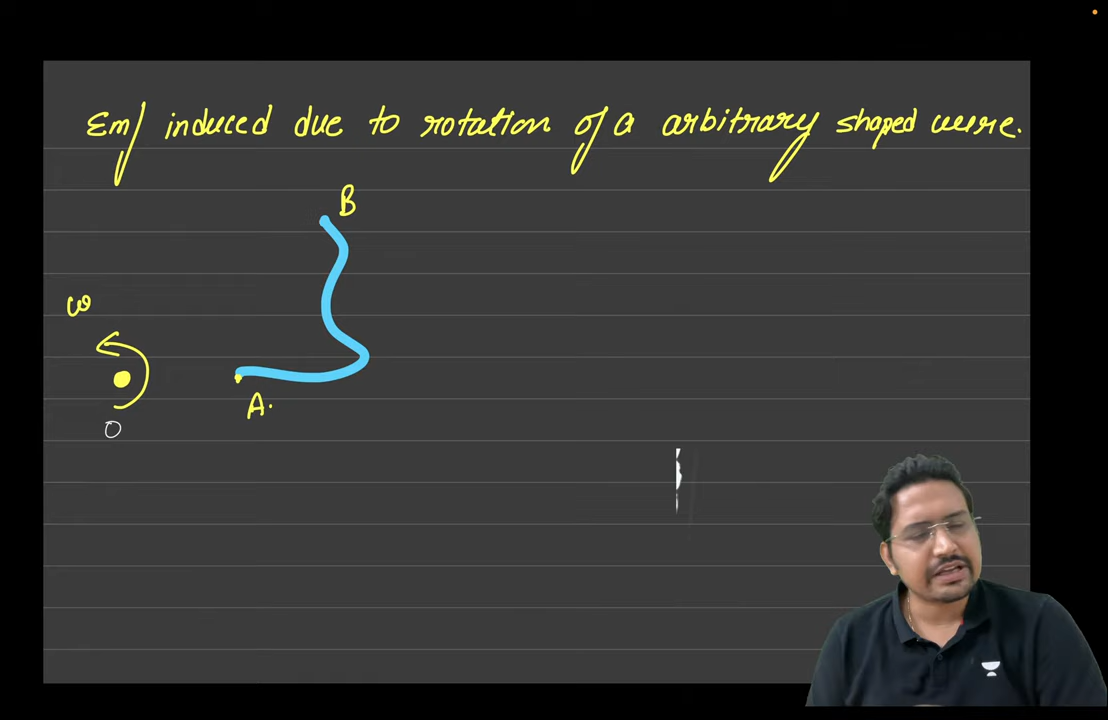 Emf induced due to rotation of a arbitrary shaped wire.
B
ω
A.
O